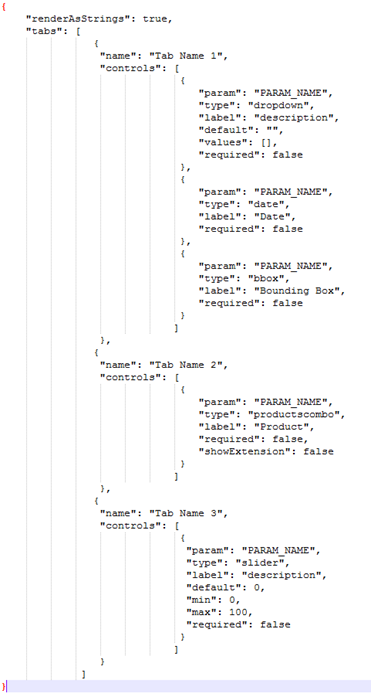 {
"renderAsStrings": true,
"tabs": [
{
"name": "Tab Name 1",
"controls": [
{
"param": "PARAM_NAME",
"type": "dropdown",
"label": "description",
"default": "",
"values": [],
"required": false
},
{
"param": "PARAM_NAME",
"type": "date",
"label": "Date",
"required": false
},
{
"param": "PARAM_NAME",
"type": "bbox",
"label": "Bounding Box",
"required": false
}
]
},
{
"name": "Tab Name 2",
"controls": [
{
"param": "PARAM_NAME",
"type": "productscombo",
"label": "Product",
"required": false,
"showExtension": false
}
]
},
{
"name": "Tab Name 3",
"controls": [
{
"param": "PARAM_NAME",
"type": "slider",
"label": "description",
"default": 0,
"min": 0,
"max": 100,
"required": false
}
]
}
]
}